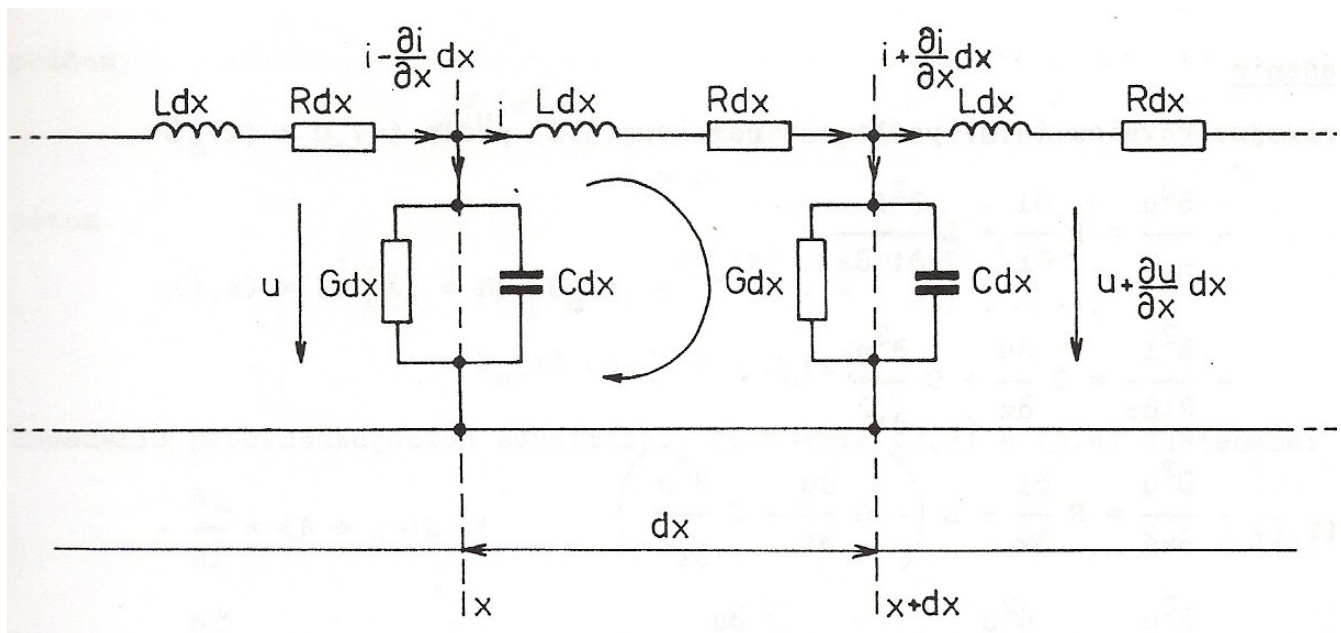 i-∂i/∂x dx
i+∂i/∂x dx
Ldx Rdx i Ldx Rdx Ldx Rdx
u Gdx Cdx Gdx Cdx u+∂u/∂x dx
dx
x x+dx